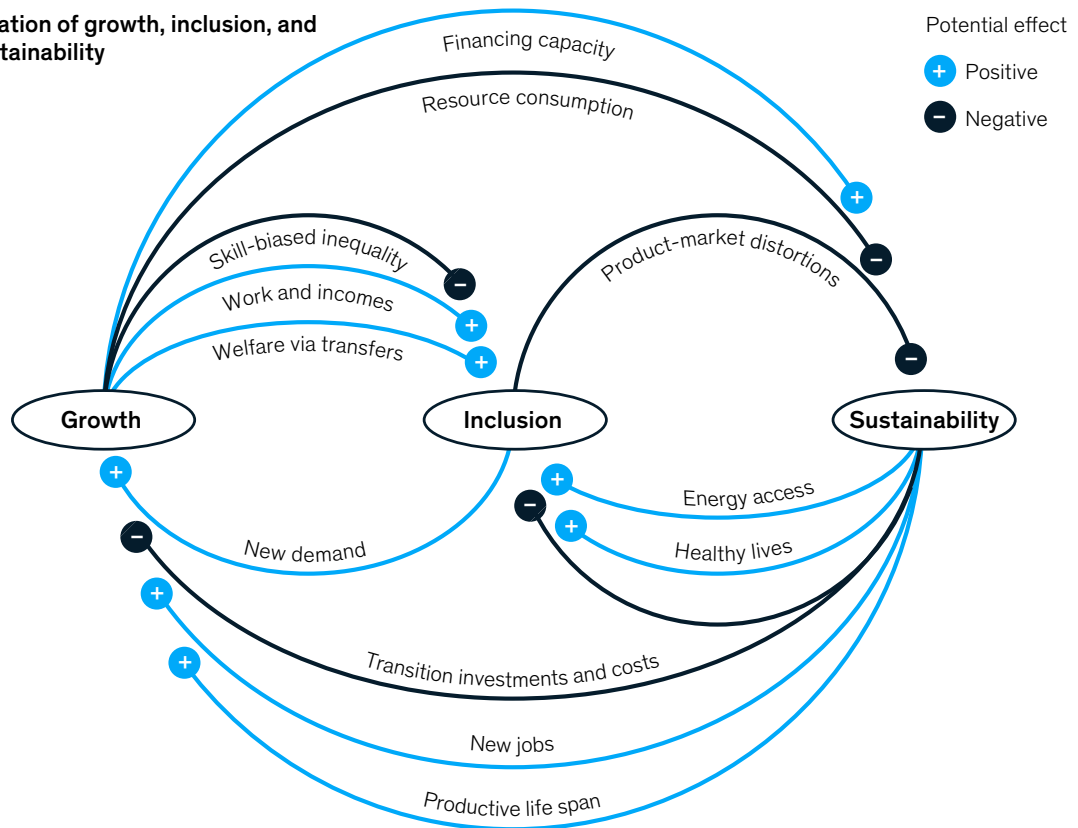 ation of growth, inclusion, and
tainability
Potential effect
+ Positive
− Negative
Financing capacity
Resource consumption
Skill-biased inequality
Work and incomes
Welfare via transfers
Product-market distortions
+
−
−
+
+
−
Growth
Inclusion
Sustainability
+
+
−
Energy access
−
+
Healthy lives
New demand
+
Transition investments and costs
+
New jobs
Productive life span